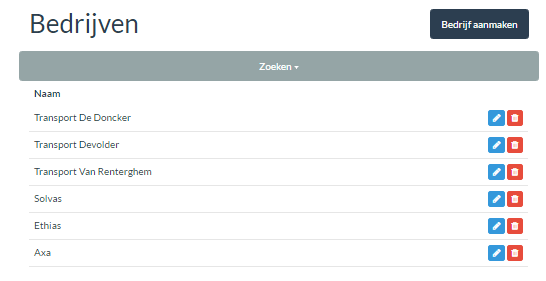 Bedrijven
Bedrijf aanmaken
Zoeken
Naam
Transport De Doncker
Transport Devolder
Transport Van Renterghem
Solvas
Ethias
Axa